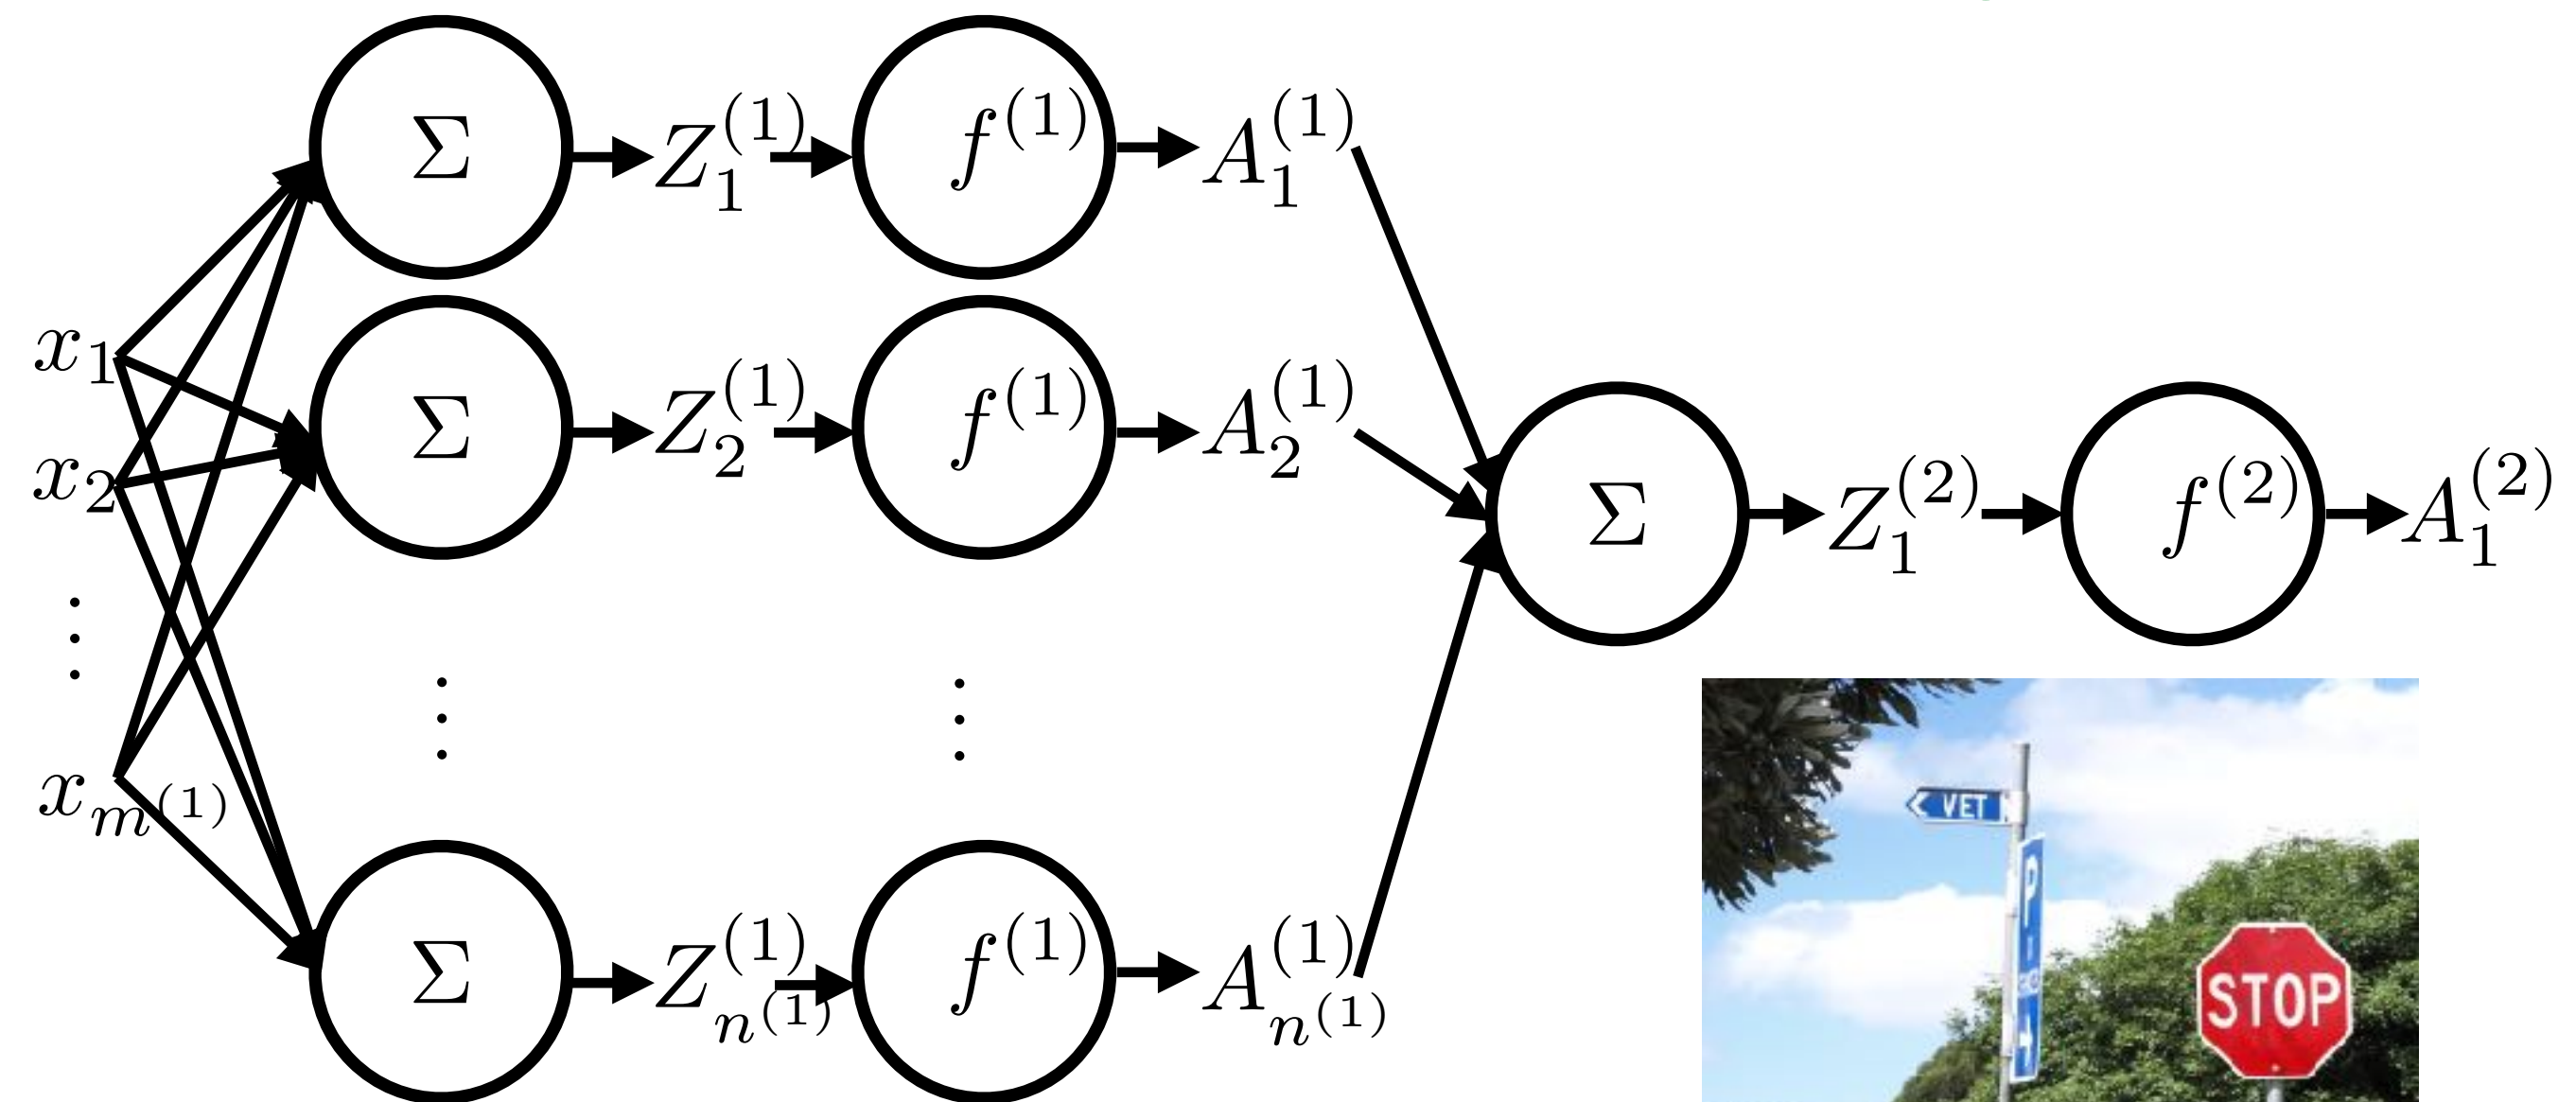 Σ → Z_1^{(1)} → f^{(1)} → A_1^{(1)}
x_1
Σ → Z_2^{(1)} → f^{(1)} → A_2^{(1)}
x_2
Σ → Z_1^{(2)} → f^{(2)} → A_1^{(2)}
⋮
⋮ ⋮
x_{m^{(1)}}
Σ → Z_{n^{(1)}}^{(1)} → f^{(1)} → A_{n^{(1)}}^{(1)}
VET
P
STOP